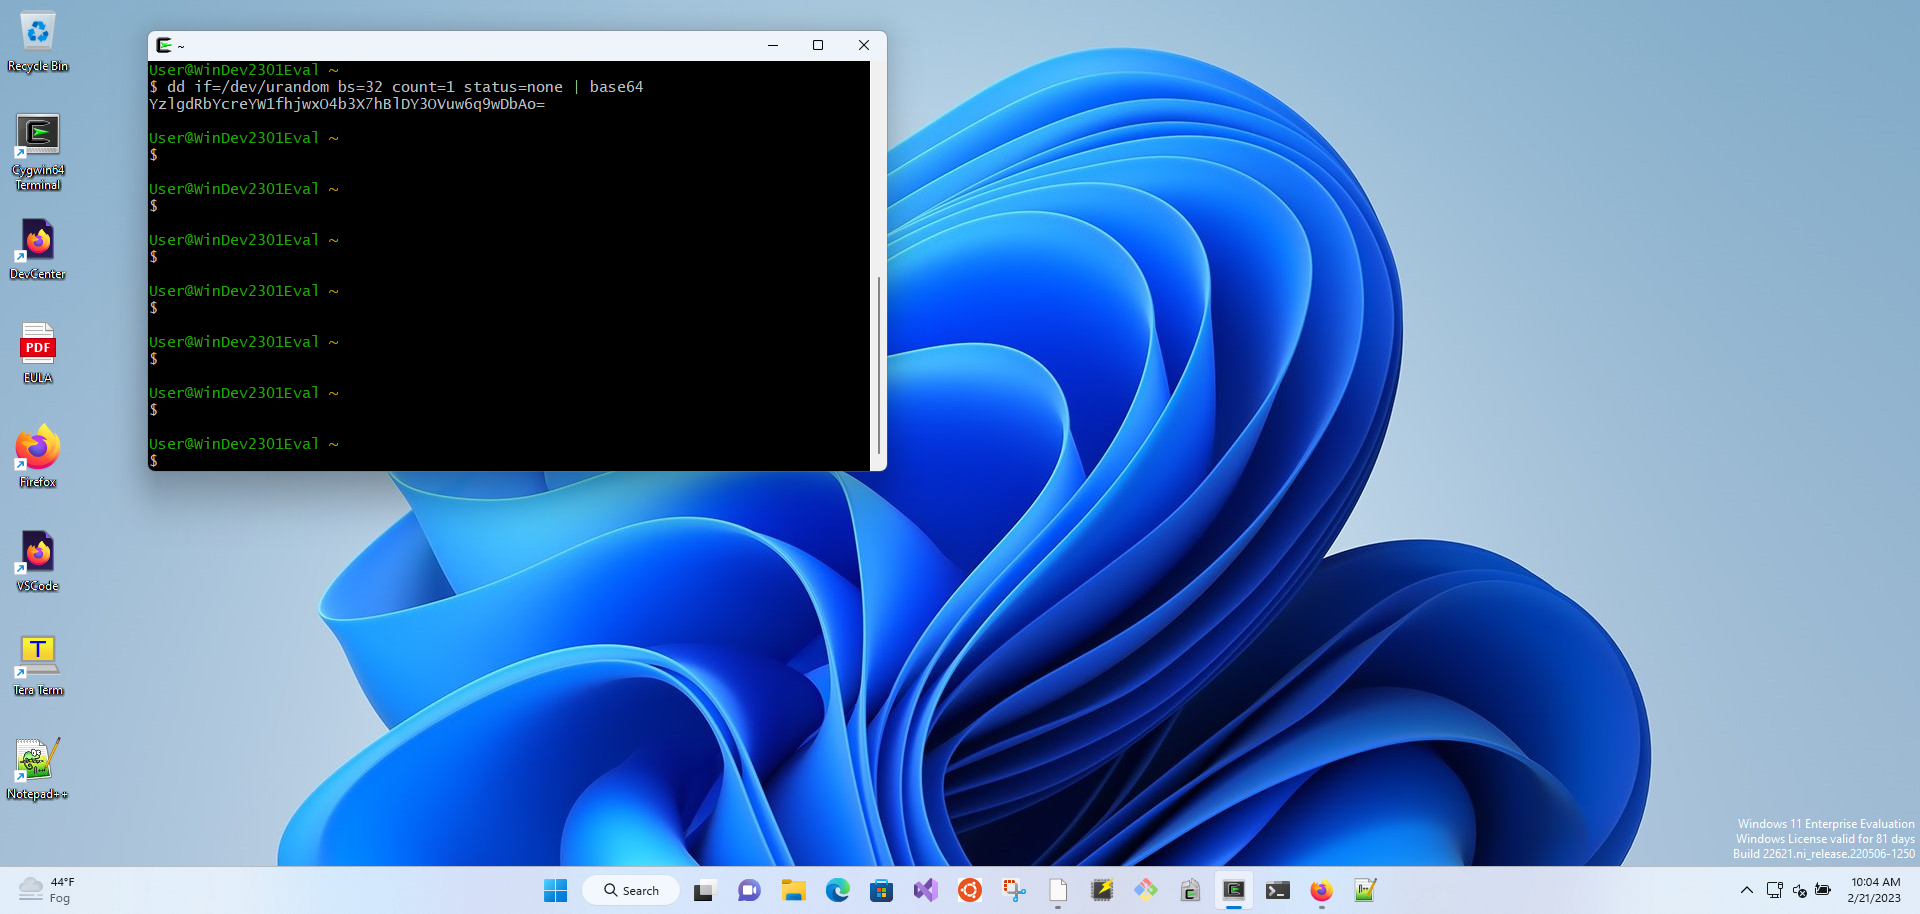 Recycle Bin
Cygwin64
Terminal
DevCenter
PDF
EULA
Firefox
VSCode
T
Tera Term
Notepad++
~
User@WinDev2301Eval ~
$ dd if=/dev/urandom bs=32 count=1 status=none | base64
YzlgdRbYcreYW1fhjwxO4b3X7hBlDY3OVuw6q9wDbAo=
User@WinDev2301Eval ~
$
User@WinDev2301Eval ~
$
User@WinDev2301Eval ~
$
User@WinDev2301Eval ~
$
User@WinDev2301Eval ~
$
User@WinDev2301Eval ~
$
User@WinDev2301Eval ~
$
Windows 11 Enterprise Evaluation
Windows License valid for 81 days
Build 22621.ni_release.220506-1250
44°F
Fog
Search
10:04 AM
2/21/2023